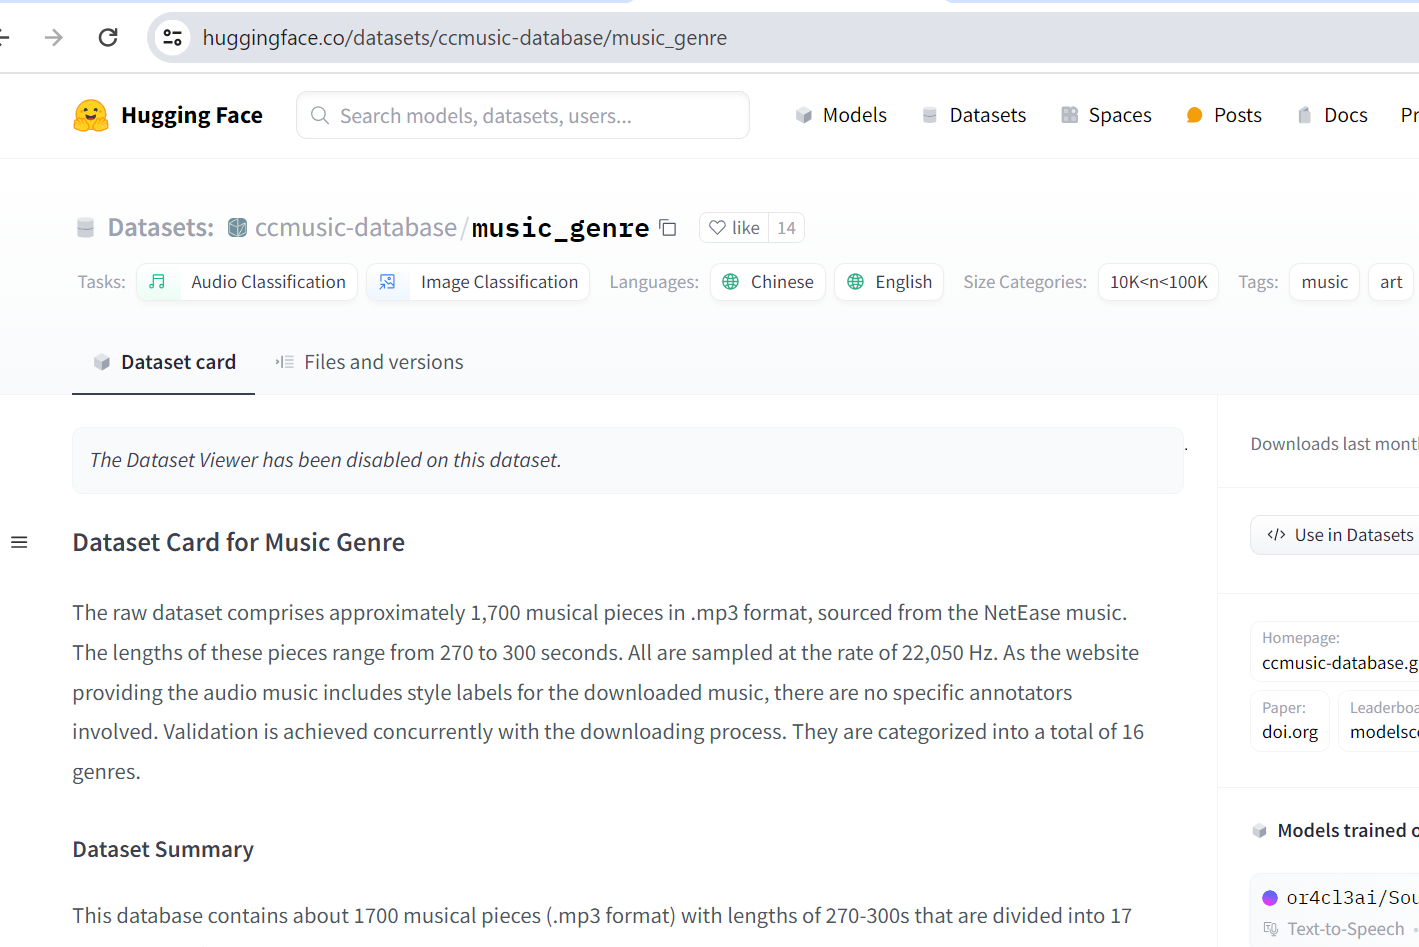 huggingface.co/datasets/ccmusic-database/music_genre
Hugging Face
Search models, datasets, users...
Models
Datasets
Spaces
Posts
Docs
Pr
Datasets: ccmusic-database/music_genre
like 14
Tasks: Audio Classification Image Classification Languages: Chinese English Size Categories: 10K<n<100K Tags: music art
Dataset card
Files and versions
The Dataset Viewer has been disabled on this dataset.
Dataset Card for Music Genre
The raw dataset comprises approximately 1,700 musical pieces in .mp3 format, sourced from the NetEase music.
The lengths of these pieces range from 270 to 300 seconds. All are sampled at the rate of 22,050 Hz. As the website
providing the audio music includes style labels for the downloaded music, there are no specific annotators
involved. Validation is achieved concurrently with the downloading process. They are categorized into a total of 16
genres.
Dataset Summary
This database contains about 1700 musical pieces (.mp3 format) with lengths of 270-300s that are divided into 17
Downloads last month
</> Use in Datasets
Homepage:
ccmusic-database.g
Paper:
doi.org
Leaderboa
modelsc
Models trained o
or4cl3ai/Sou
Text-to-Speech